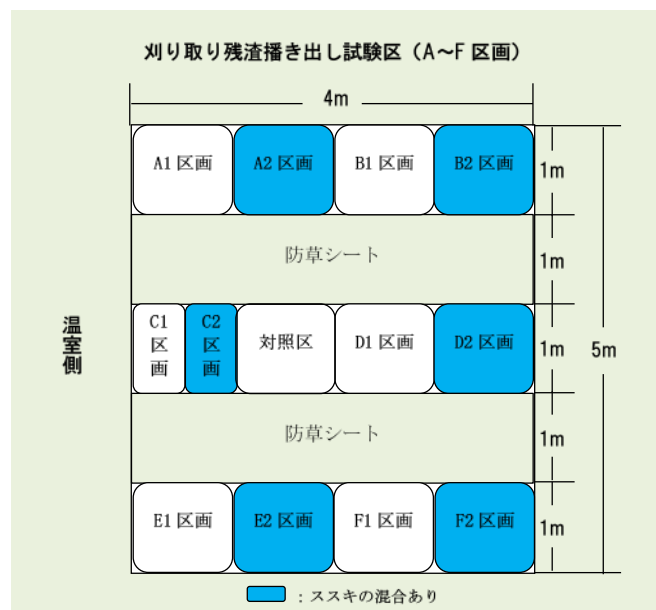 刈り取り残渣播き出し試験区（A～F 区画）
4m
A1 区画
A2 区画
B1 区画
B2 区画
1m
防草シート
1m
温室側
C1
区
画
C2
区
画
対照区
D1 区画
D2 区画
1m
5m
防草シート
1m
E1 区画
E2 区画
F1 区画
F2 区画
1m
：ススキの混合あり